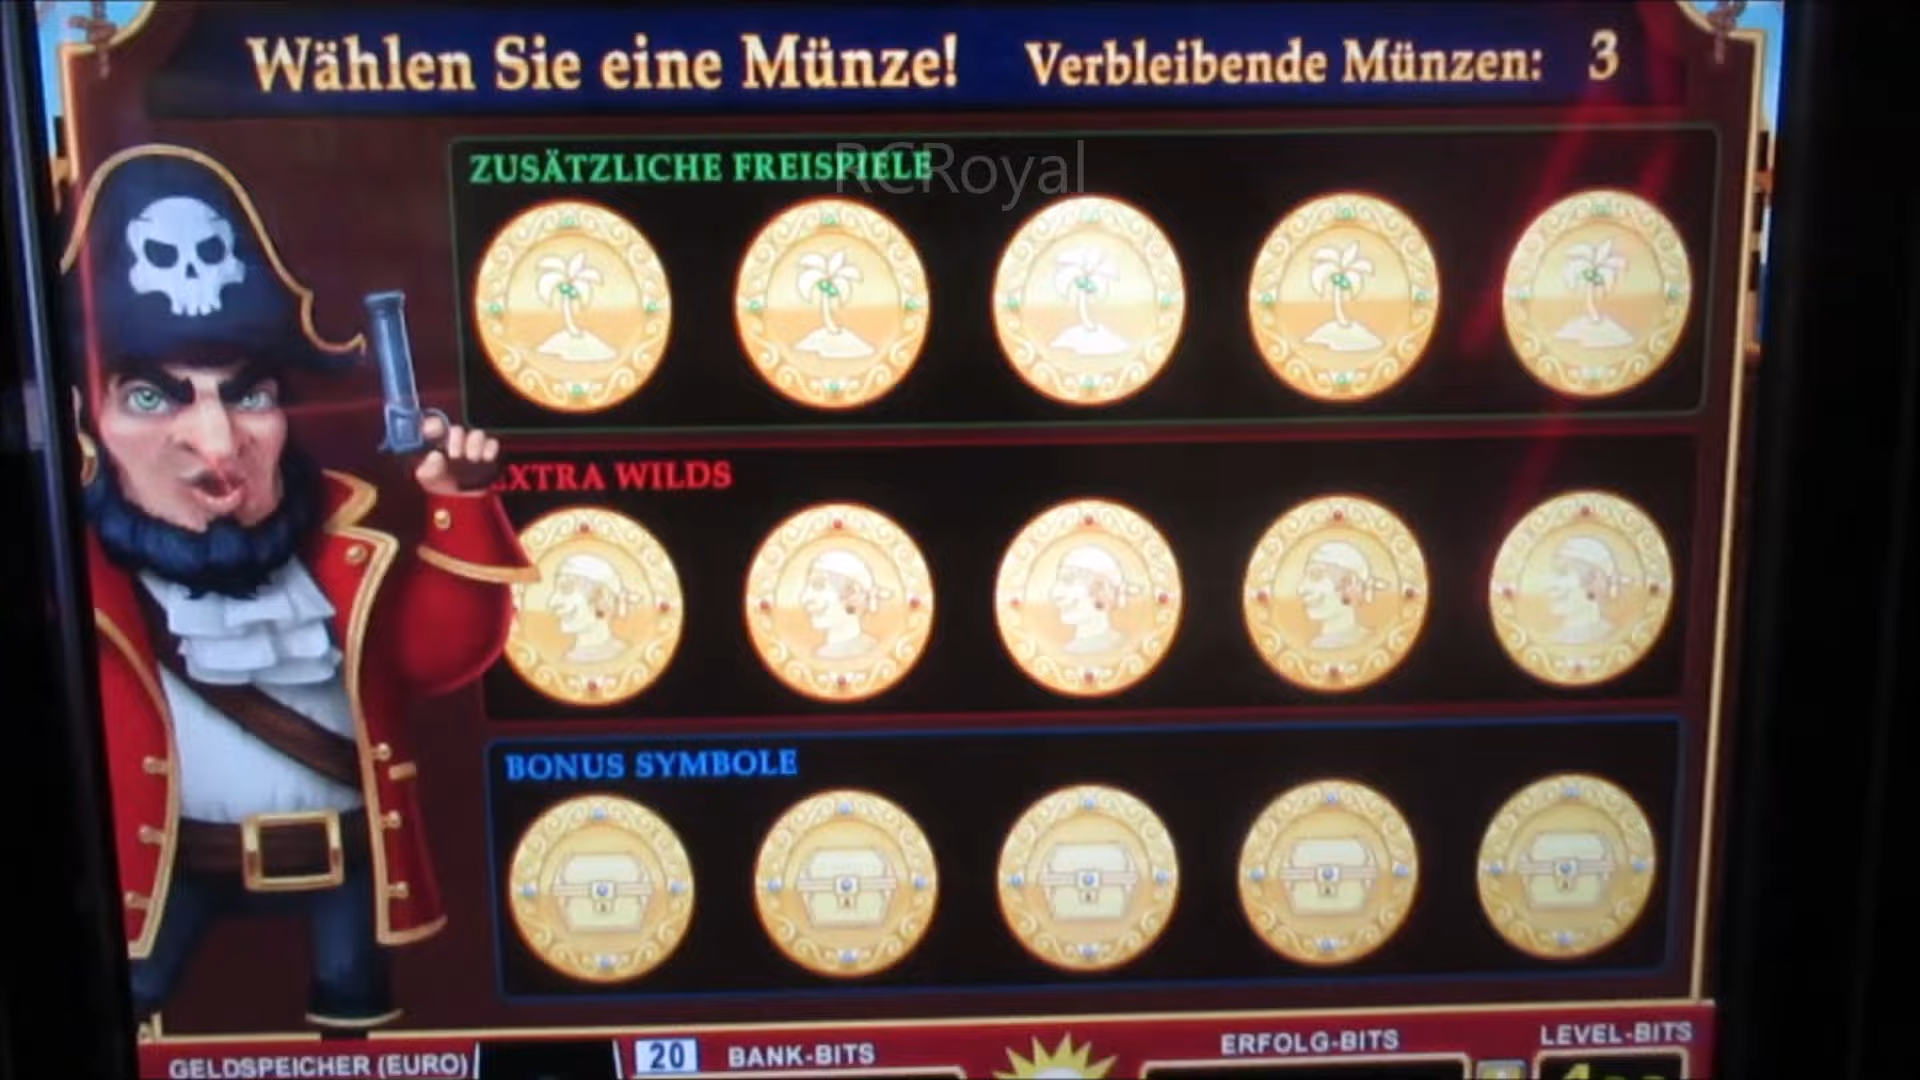 Wählen Sie eine Münze! Verbleibende Münzen: 3
RCRoyal
ZUSÄTZLICHE FREISPIELE
EXTRA WILDS
BONUS SYMBOLE
GELDSPEICHER (EURO) 20 BANK-BITS ERFOLG-BITS LEVEL-BITS